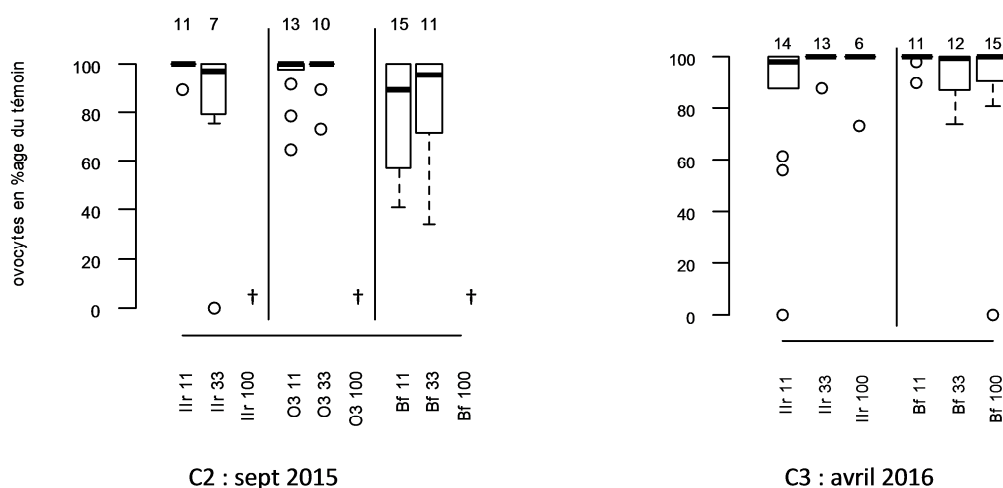 11 7 13 10 15 11
ovocytes en %age du témoin
100
80
60
40
20
0
† † †
IIr 11
IIr 33
IIr 100
O3 11
O3 33
O3 100
Bf 11
Bf 33
Bf 100
C2 : sept 2015
14 13 6 11 12 15
100
80
60
40
20
0
IIr 11
IIr 33
IIr 100
Bf 11
Bf 33
Bf 100
C3 : avril 2016